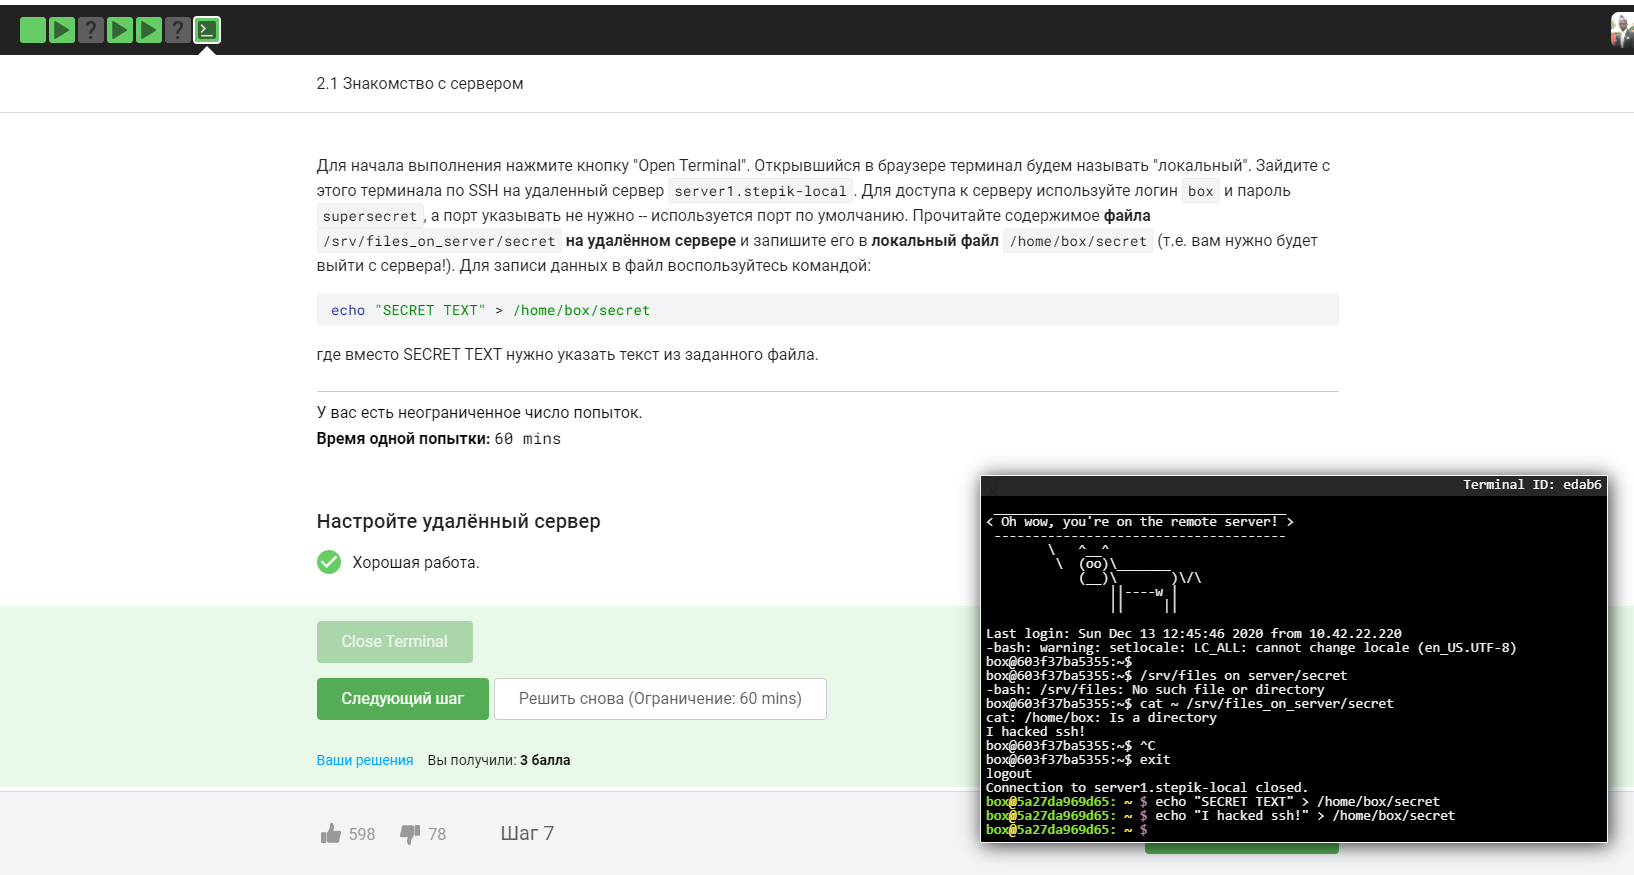 2.1 Знакомство с сервером
Для начала выполнения нажмите кнопку "Open Terminal". Открывшийся в браузере терминал будем называть "локальный". Зайдите с
этого терминала по SSH на удаленный сервер server1.stepik-local . Для доступа к серверу используйте логин box и пароль
supersecret , а порт указывать не нужно -- используется порт по умолчанию. Прочитайте содержимое файла
/srv/files_on_server/secret на удалённом сервере и запишите его в локальный файл /home/box/secret (т.е. вам нужно будет
выйти с сервера!). Для записи данных в файл воспользуйтесь командой:
echo "SECRET TEXT" > /home/box/secret
где вместо SECRET TEXT нужно указать текст из заданного файла.
У вас есть неограниченное число попыток.
Время одной попытки: 60 mins
Настройте удалённый сервер
Хорошая работа.
Close Terminal
Следующий шаг
Решить снова (Ограничение: 60 mins)
Ваши решения Вы получили: 3 балла
598 78 Шаг 7
Terminal ID: edab6
< Oh wow, you're on the remote server! >
--------------------------------------
\ ^__^
\ (oo)\_______
(__)\ )\/\
||----w |
|| ||
Last login: Sun Dec 13 12:45:46 2020 from 10.42.22.220
-bash: warning: setlocale: LC_ALL: cannot change locale (en_US.UTF-8)
box@603f37ba5355:~$
box@603f37ba5355:~$ /srv/files on server/secret
-bash: /srv/files: No such file or directory
box@603f37ba5355:~$ cat ~ /srv/files_on_server/secret
cat: /home/box: Is a directory
I hacked ssh!
box@603f37ba5355:~$ ^C
box@603f37ba5355:~$ exit
logout
Connection to server1.stepik-local closed.
box@5a27da969d65: ~ $ echo "SECRET TEXT" > /home/box/secret
box@5a27da969d65: ~ $ echo "I hacked ssh!" > /home/box/secret
box@5a27da969d65: ~ $